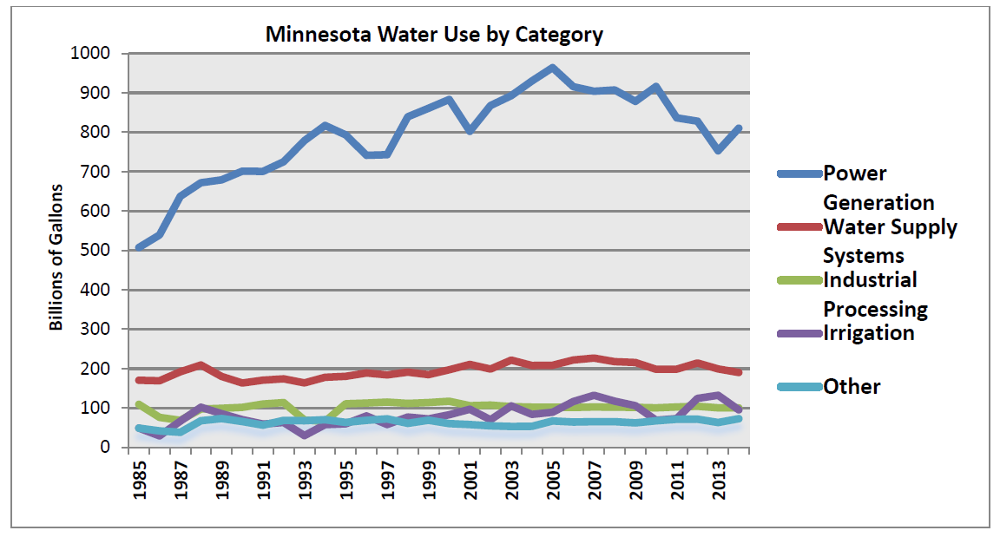 Minnesota Water Use by Category
Billions of Gallons
1000
900
800
700
600
500
400
300
200
100
0
1985
1987
1989
1991
1993
1995
1997
1999
2001
2003
2005
2007
2009
2011
2013
Power
Generation
Water Supply
Systems
Industrial
Processing
Irrigation
Other